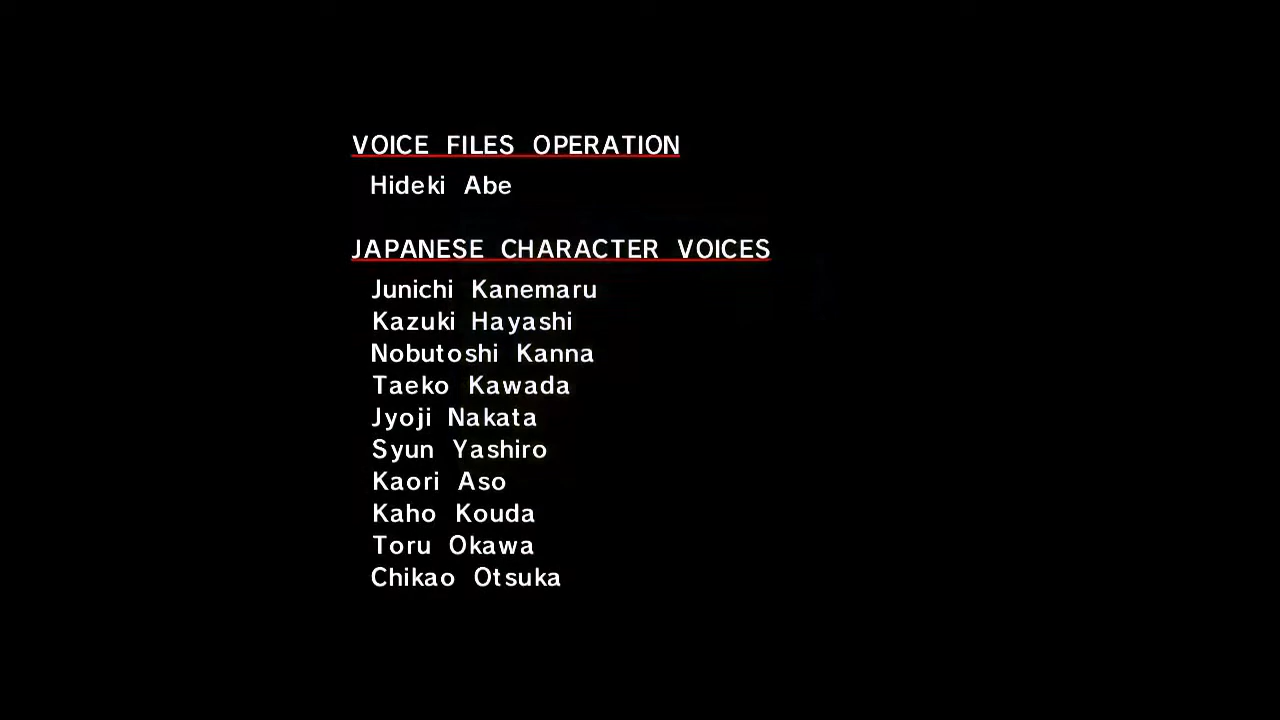 VOICE FILES OPERATION
Hideki Abe
JAPANESE CHARACTER VOICES
Junichi Kanemaru
Kazuki Hayashi
Nobutoshi Kanna
Taeko Kawada
Jyoji Nakata
Syun Yashiro
Kaori Aso
Kaho Kouda
Toru Okawa
Chikao Otsuka